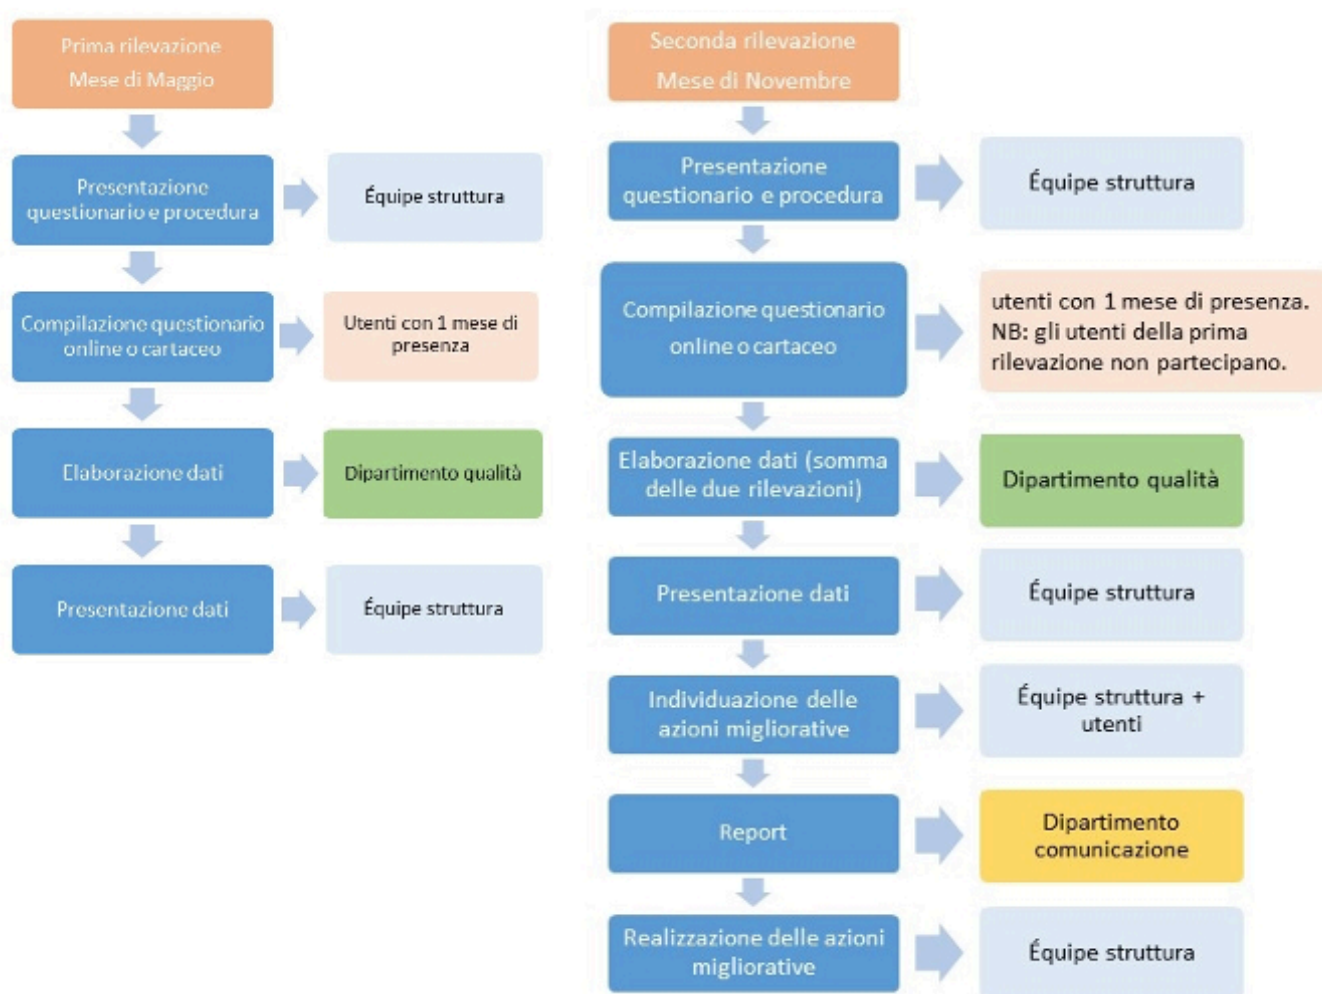 Prima rilevazione
Mese di Maggio
Presentazione
questionario e procedura
Équipe struttura
Compilazione questionario
online o cartaceo
Utenti con 1 mese di
presenza
Elaborazione dati
Dipartimento qualità
Presentazione dati
Équipe struttura
Seconda rilevazione
Mese di Novembre
Presentazione
questionario e procedura
Équipe struttura
Compilazione questionario
online o cartaceo
utenti con 1 mese di presenza.
NB: gli utenti della prima
rilevazione non partecipano.
Elaborazione dati (somma
delle due rilevazioni)
Dipartimento qualità
Presentazione dati
Équipe struttura
Individuazione delle
azioni migliorative
Équipe struttura +
utenti
Report
Dipartimento
comunicazione
Realizzazione delle azioni
migliorative
Équipe struttura